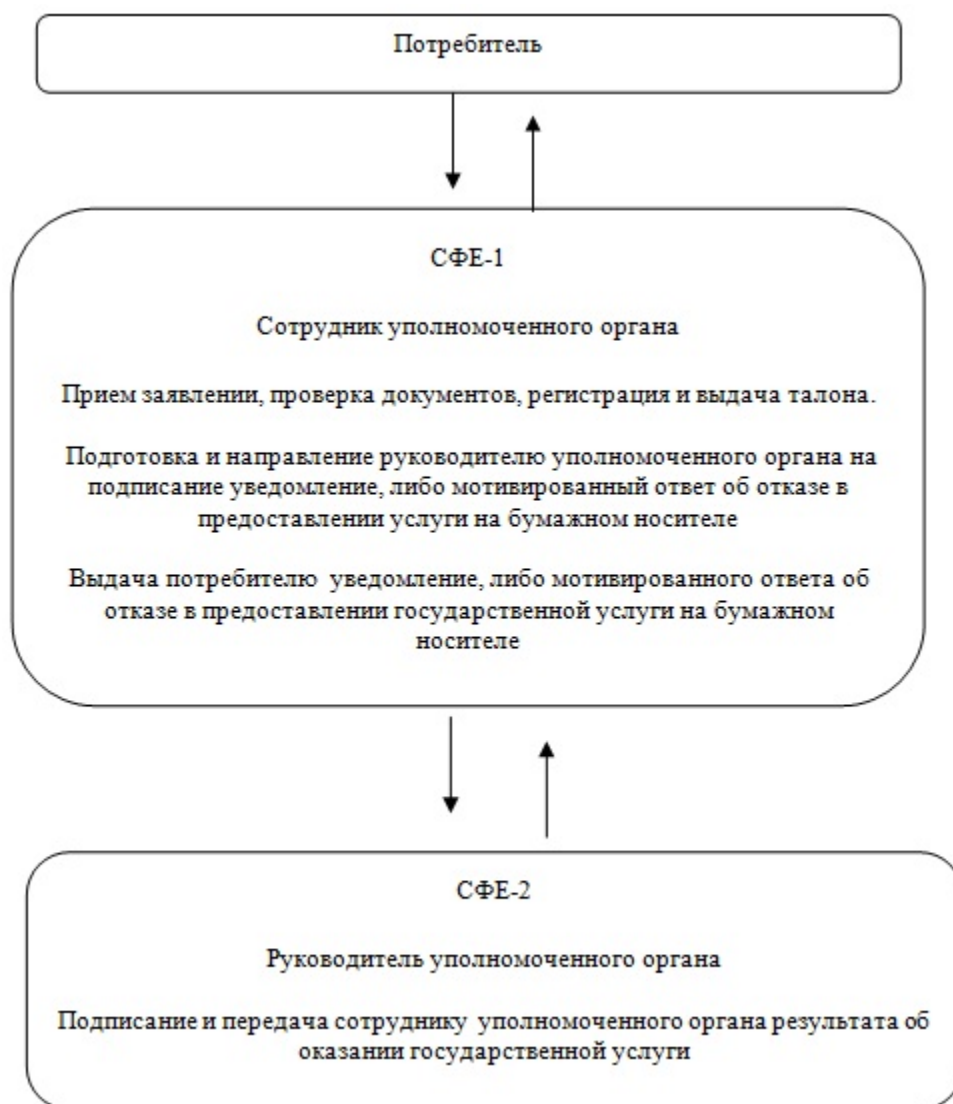 Потребитель
СФЕ-1
Сотрудник уполномоченного органа
Прием заявлении, проверка документов, регистрация и выдача талона.
Подготовка и направление руководителю уполномоченного органа на
подписание уведомление, либо мотивированный ответ об отказе в
предоставлении услуги на бумажном носителе
Выдача потребителю уведомление, либо мотивированного ответа об
отказе в предоставлении государственной услуги на бумажном
носителе
СФЕ-2
Руководитель уполномоченного органа
Подписание и передача сотруднику уполномоченного органа результата об
оказании государственной услуги